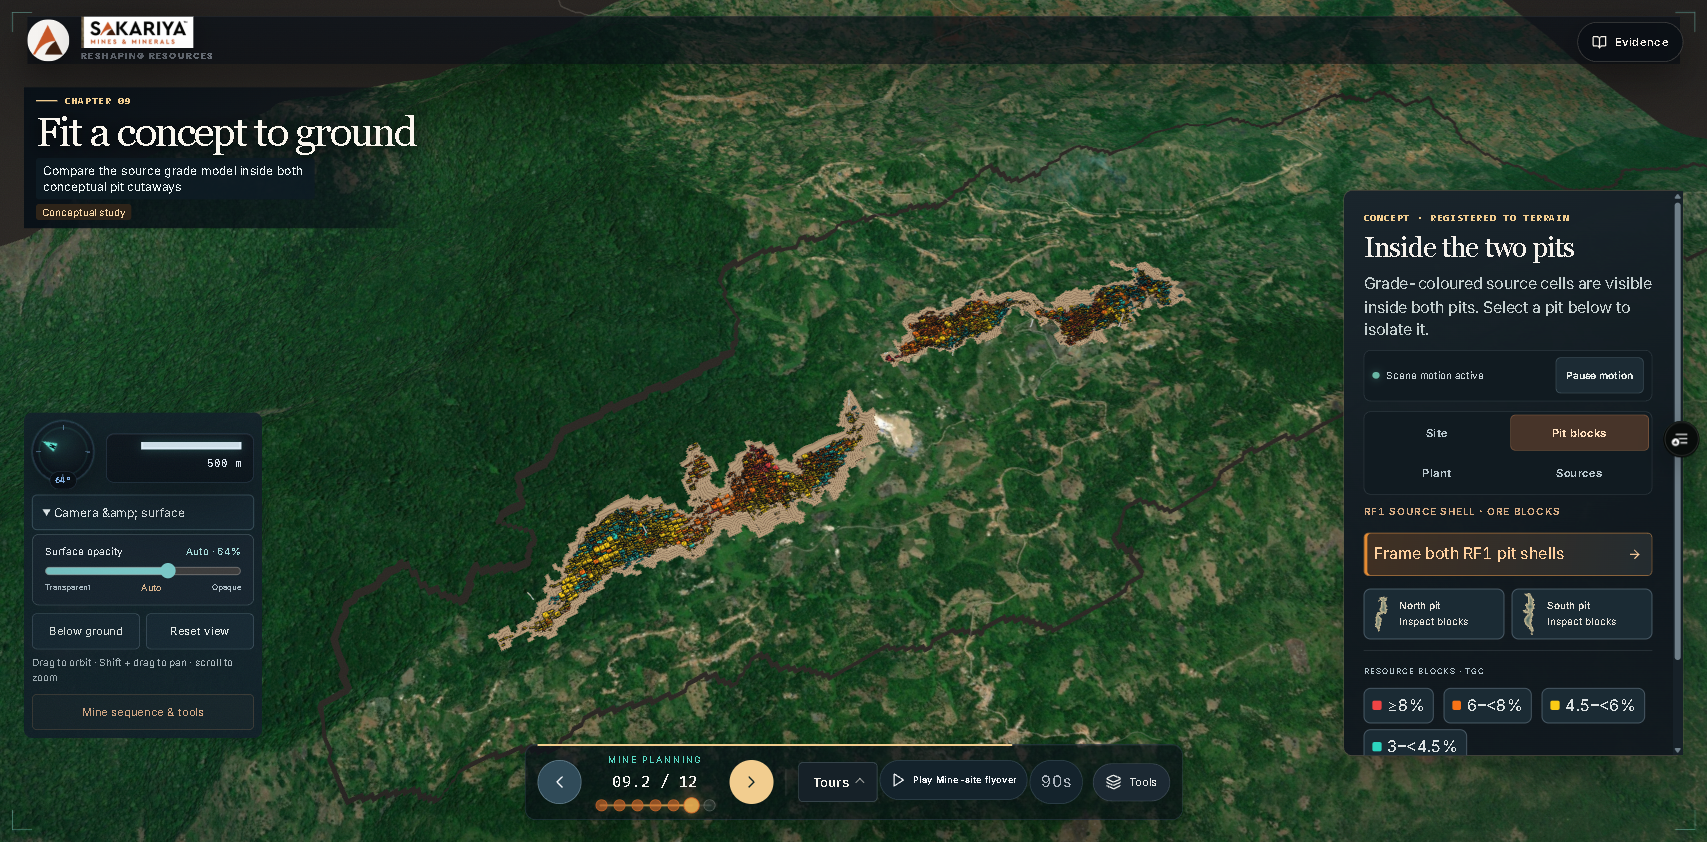 SAKARIYA
MINES & MINERALS
RESHAPING RESOURCES
Evidence
CHAPTER 09
Fit a concept to ground
Compare the source grade model inside both
conceptual pit cutaways
Conceptual study
64°
500 m
▼ Camera &amp; surface
Surface opacity
Auto · 64%
Transparent
Auto
Opaque
Below ground
Reset view
Drag to orbit · Shift + drag to pan · scroll to
zoom
Mine sequence & tools
MINE PLANNING
09.2 / 12
Tours
Play Mine-site flyover
90s
Tools
CONCEPT · REGISTERED TO TERRAIN
Inside the two pits
Grade-coloured source cells are visible
inside both pits. Select a pit below to
isolate it.
Scene motion active
Pause motion
Site
Pit blocks
Plant
Sources
RF1 SOURCE SHELL · ORE BLOCKS
Frame both RF1 pit shells →
North pit
Inspect blocks
South pit
Inspect blocks
RESOURCE BLOCKS · TGC
≥8%
6–<8%
4.5–<6%
3–<4.5%